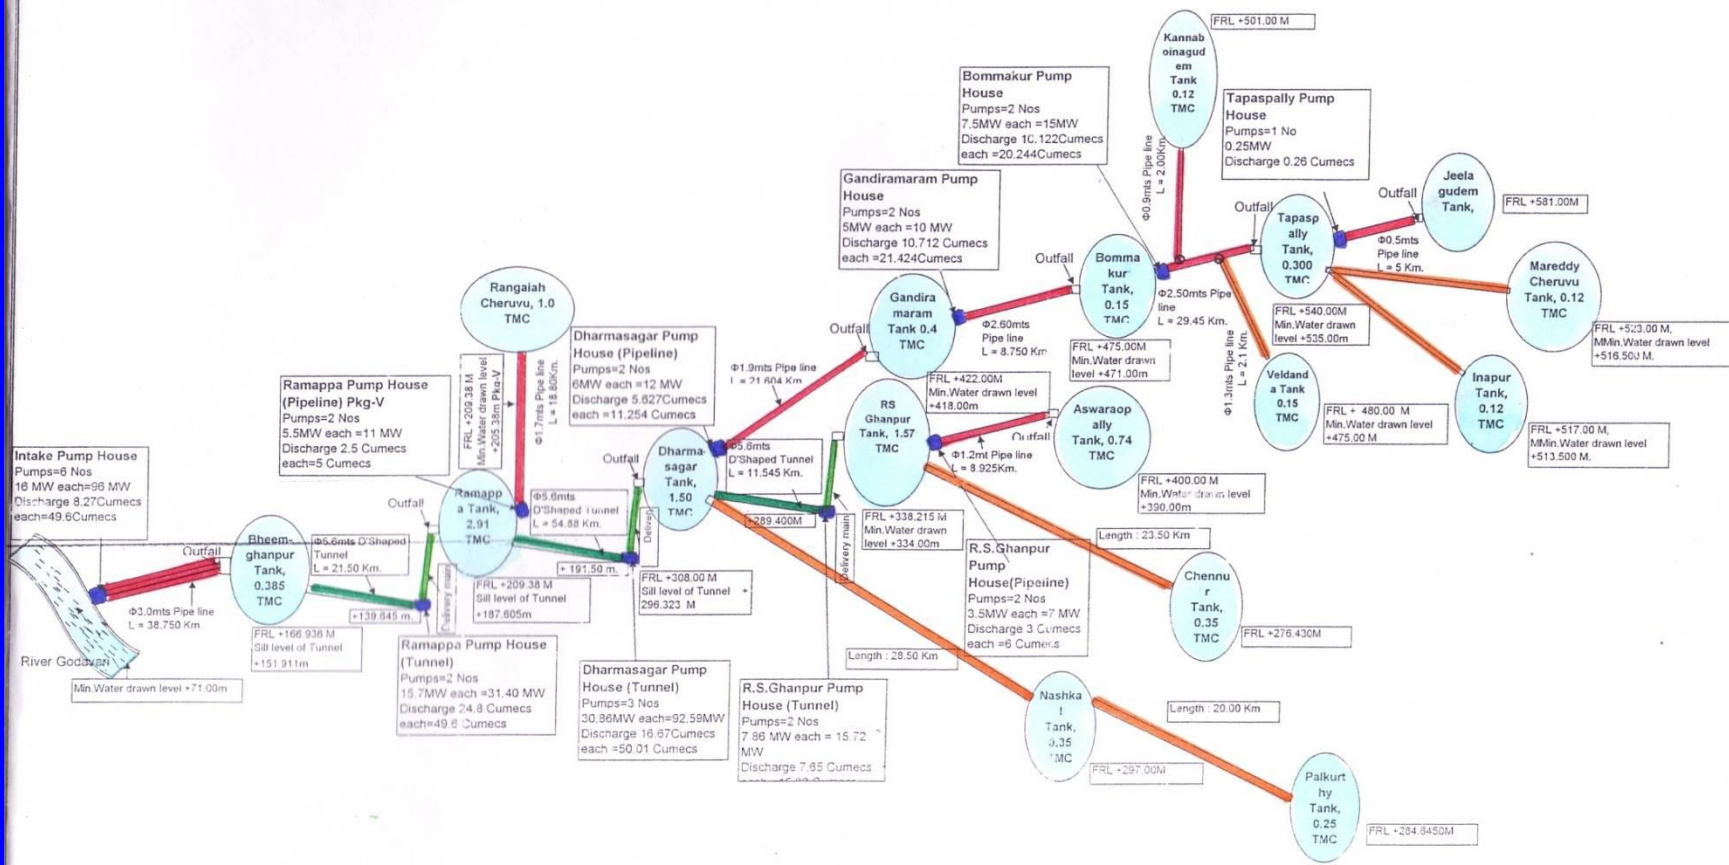 FRL +501.00 M
Kannab
oinagud
em
Tank
0.12
TMC
Bommakur Pump
House
Pumps=2 Nos
7.5MW each =15MW
Discharge 10.122Cumecs
each =20.244Cumecs
Tapaspally Pump
House
Pumps=1 No
0.25MW
Discharge 0.26 Cumecs
Φ0.9mts Pipe line
L = 2.00Km.
Gandiramaram Pump
House
Pumps=2 Nos
5MW each =10 MW
Discharge 10.712 Cumecs
each =21.424Cumecs
Jeela
gudem
Tank,
FRL +581.00M
Outfall
Outfall
Tapasp
ally
Tank,
0.300
TMC
Φ0.5mts
Pipe line
L = 5 Km.
Mareddy
Cheruvu
Tank, 0.12
TMC
Outfall
Bomma
kur
Tank,
0.15
TMC
Rangaiah
Cheruvu, 1.0
TMC
Gandira
maram
Tank 0.4
TMC
Φ2.50mts Pipe
line
L = 29.45 Km.
FRL +540.00M
Min.Water drawn
level +535.00m
Φ2.60mts
Pipe line
L = 8.750 Km
Outfall
Φ1.3mts Pipe line
L = 2.1 Km.
FRL +523.00 M,
MMin.Water drawn level
+516.500 M.
Dharmasagar Pump
House (Pipeline)
Pumps=2 Nos
6MW each =12 MW
Discharge 5.627Cumecs
each =11.254 Cumecs
FRL +475.00M
Min.Water drawn
level +471.00m
Φ1.9mts Pipe line
L = 21.604 Km
FRL +209.38 M
Min.Water drawn level
+205.38m Pkg-V
Φ1.7mts Pipe line
L = 18.80Km.
Ramappa Pump House
(Pipeline) Pkg-V
Pumps=2 Nos
5.5MW each =11 MW
Discharge 2.5 Cumecs
each=5 Cumecs
FRL +422.00M
Min.Water drawn level
+418.00m
Veldand
a Tank
0.15
TMC
Inapur
Tank,
0.12
TMC
RS
Ghanpur
Tank, 1.57
TMC
Aswaraop
ally
Tank, 0.74
TMC
FRL + 480.00 M
Min.Water drawn level
+475.00 M
FRL +517.00 M,
MMin.Water drawn level
+513.500 M.
Outfall
Φ1.2mt Pipe line
L = 8.925Km.
Intake Pump House
Pumps=6 Nos
16 MW each=96 MW
Discharge 8.27Cumecs
each=49.6Cumecs
Outfall
Dharma-
sagar
Tank,
1.50
TMC
Φ5.6mts
D'Shaped Tunnel
L = 11.545 Km.
FRL +400.00 M
Min.Water drawn level
+390.00m
Outfall
Ramapp
a Tank,
2.91
TMC
Φ5.6mts
D'Shaped Tunnel
L = 54.88 Km.
+289.400M
FRL +338.215 M
Min.Water drawn
level +334.00m
Length : 23.50 Km
Bheem-
ghanpur
Tank,
0.385
TMC
Outfall
Φ5.6mts D'Shaped
Tunnel
L = 21.50 Km.
+ 191.50 m.
Delivery main
R.S.Ghanpur
Pump
House(Pipeline)
Pumps=2 Nos
3.5MW each =7 MW
Discharge 3 Cumecs
each =6 Cumecs
Chennu
r
Tank,
0.35
TMC
FRL +209.38 M
Sill level of Tunnel
+187.605m
FRL +308.00 M
Sill level of Tunnel +
296.323 M
Φ3.0mts Pipe line
L = 38.750 Km.
+139.645 m.
Delivery main
FRL +166.936 M
Sill level of Tunnel
+151.911m
FRL +276.430M
Ramappa Pump House
(Tunnel)
Pumps=2 Nos
15.7MW each =31.40 MW
Discharge 24.8 Cumecs
each=49.6 Cumecs
River Godavari
Min.Water drawn level +71.00m
Length : 28.50 Km
Dharmasagar Pump
House (Tunnel)
Pumps=3 Nos
30.86MW each=92.59MW
Discharge 16.67Cumecs
each =50.01 Cumecs
R.S.Ghanpur Pump
House (Tunnel)
Pumps=2 Nos
7.86 MW each = 15.72
MW
Discharge 7.65 Cumecs
Nashka
l
Tank,
0.35
TMC
Length : 20.00 Km
FRL +297.00M
Palkurt
hy
Tank,
0.25
TMC
FRL +284.6450M